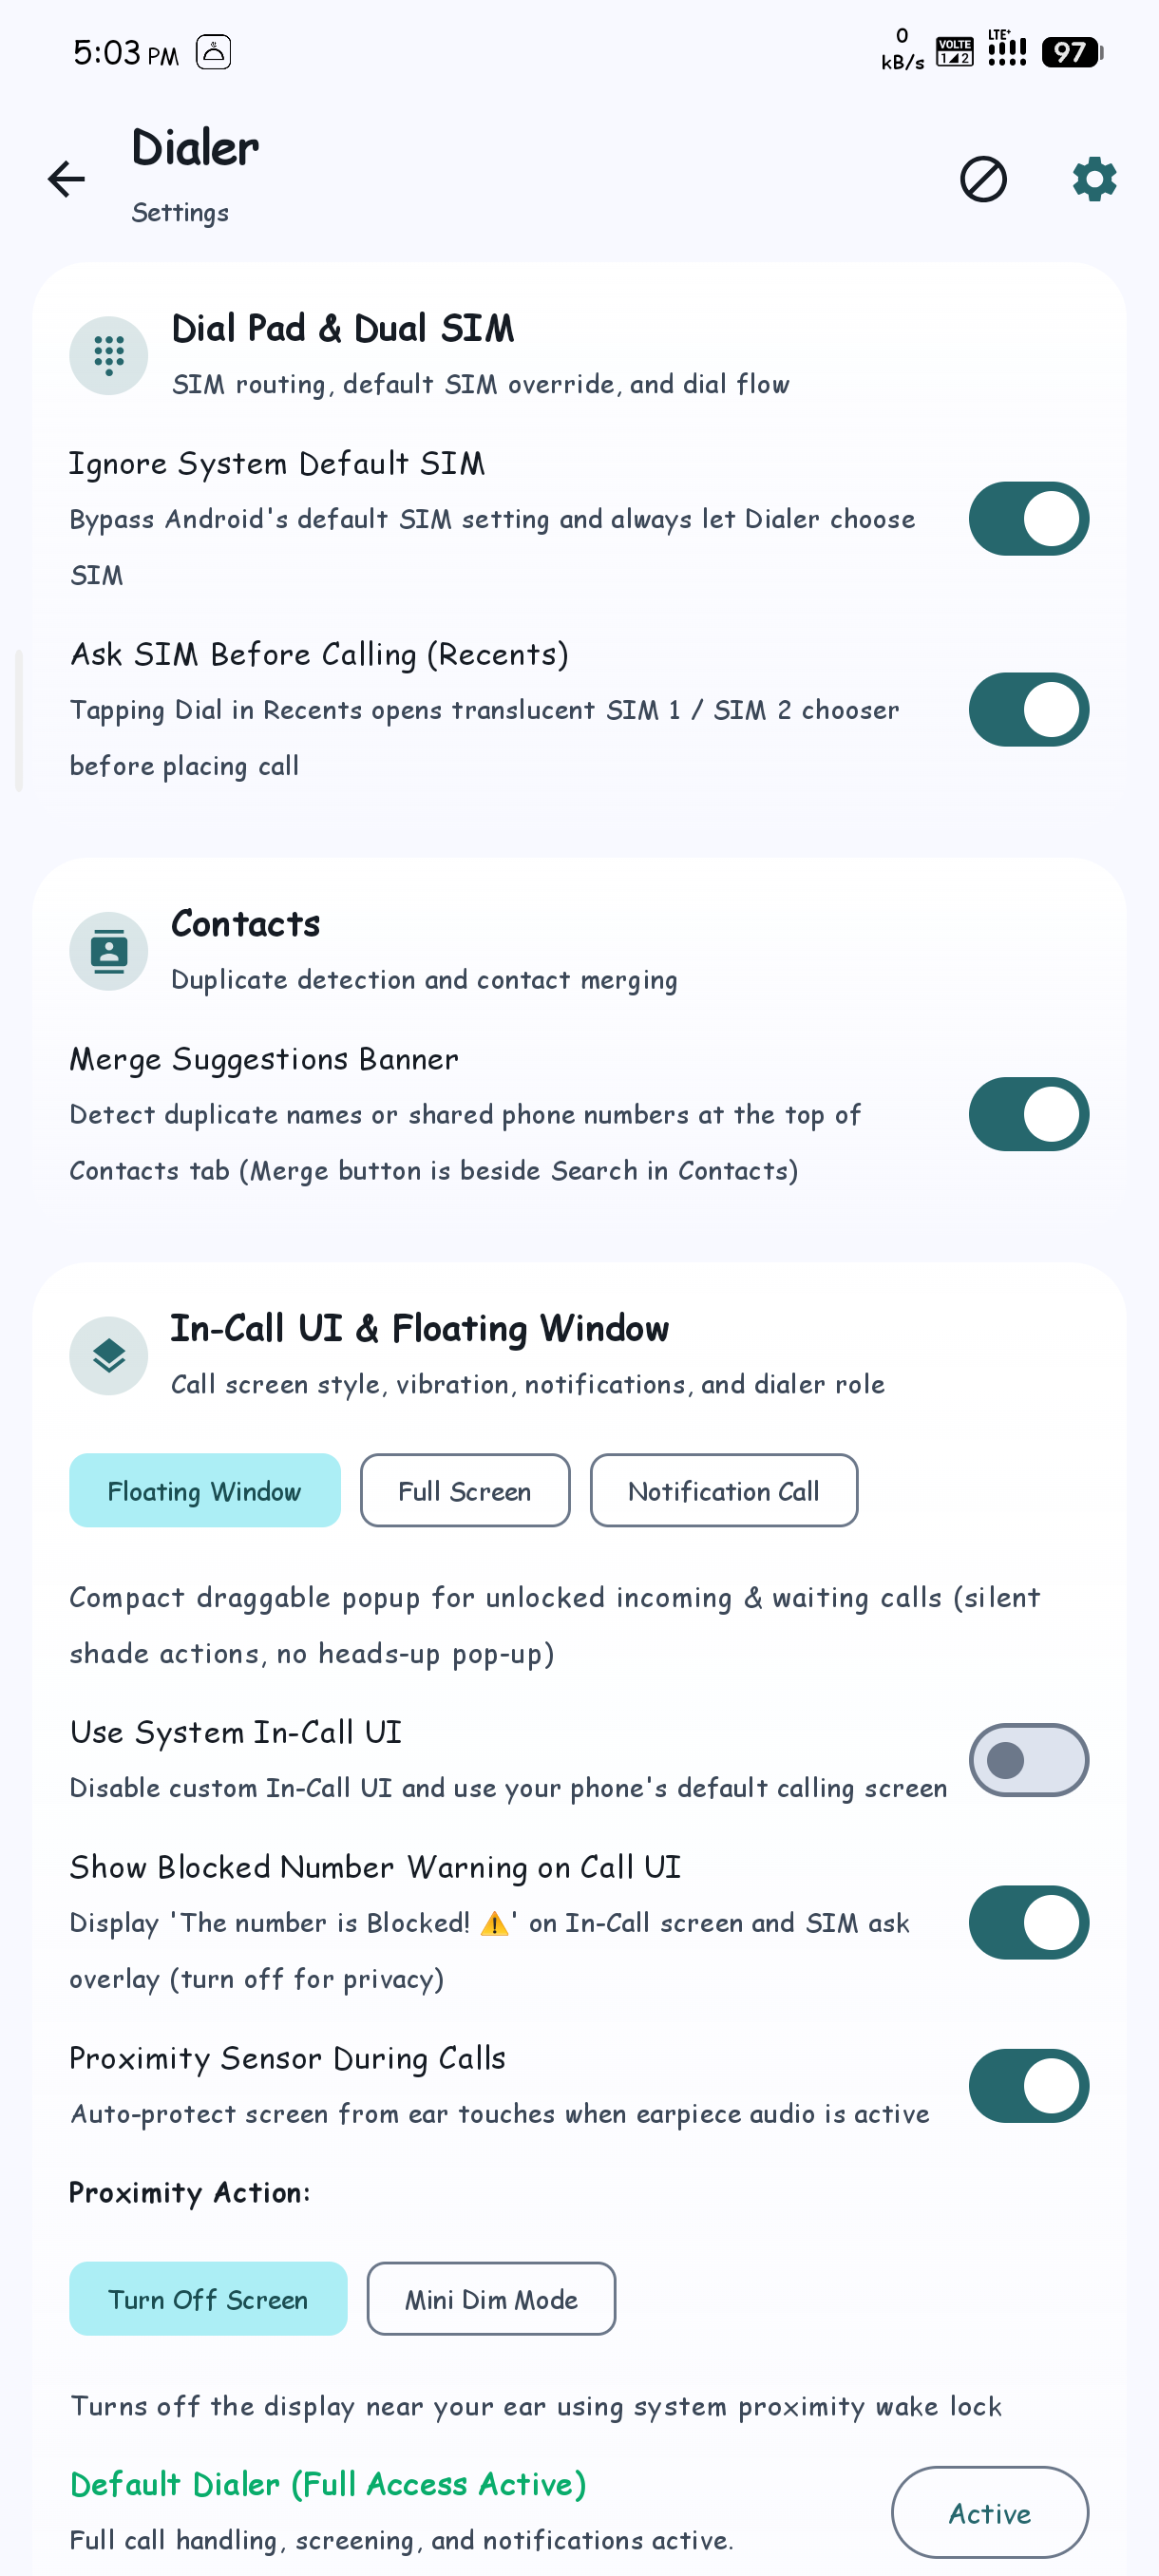 5:03 PM
0
kB/s
VOLTE
1 2
LTE+
97
Dialer
Settings
Dial Pad & Dual SIM
SIM routing, default SIM override, and dial flow
Ignore System Default SIM
Bypass Android's default SIM setting and always let Dialer choose
SIM
Ask SIM Before Calling (Recents)
Tapping Dial in Recents opens translucent SIM 1 / SIM 2 chooser
before placing call
Contacts
Duplicate detection and contact merging
Merge Suggestions Banner
Detect duplicate names or shared phone numbers at the top of
Contacts tab (Merge button is beside Search in Contacts)
In-Call UI & Floating Window
Call screen style, vibration, notifications, and dialer role
Floating Window
Full Screen
Notification Call
Compact draggable popup for unlocked incoming & waiting calls (silent
shade actions, no heads-up pop-up)
Use System In-Call UI
Disable custom In-Call UI and use your phone's default calling screen
Show Blocked Number Warning on Call UI
Display 'The number is Blocked! ⚠️' on In-Call screen and SIM ask
overlay (turn off for privacy)
Proximity Sensor During Calls
Auto-protect screen from ear touches when earpiece audio is active
Proximity Action:
Turn Off Screen
Mini Dim Mode
Turns off the display near your ear using system proximity wake lock
Default Dialer (Full Access Active)
Full call handling, screening, and notifications active.
Active